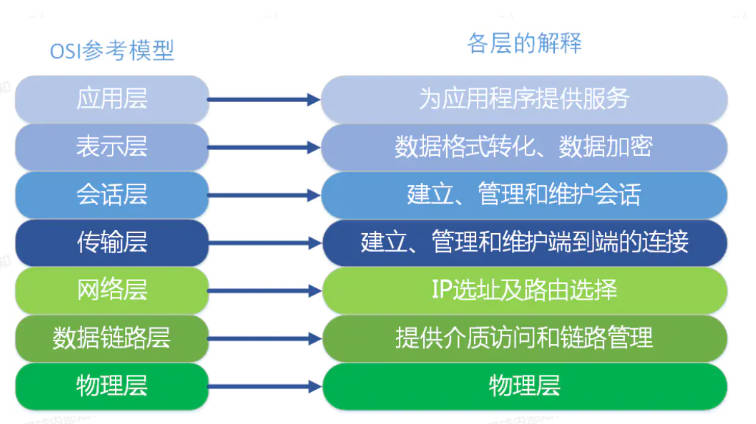 OSI参考模型
各层的解释
应用层
为应用程序提供服务
表示层
数据格式转化、数据加密
会话层
建立、管理和维护会话
传输层
建立、管理和维护端到端的连接
网络层
IP选址及路由选择
数据链路层
提供介质访问和链路管理
物理层
物理层